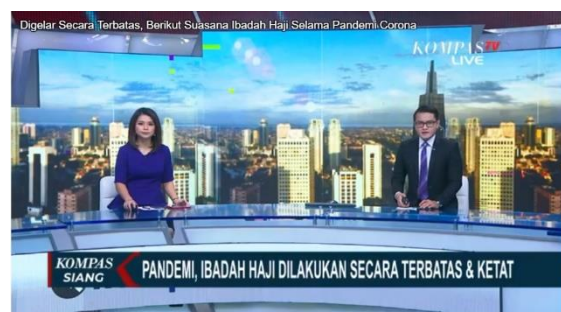 Digelar Secara Terbatas, Berikut Suasana Ibadah Haji Selama Pandemi Corona
KOMPAS TV
LIVE
KOMPAS
SIANG
PANDEMI, IBADAH HAJI DILAKUKAN SECARA TERBATAS & KETAT